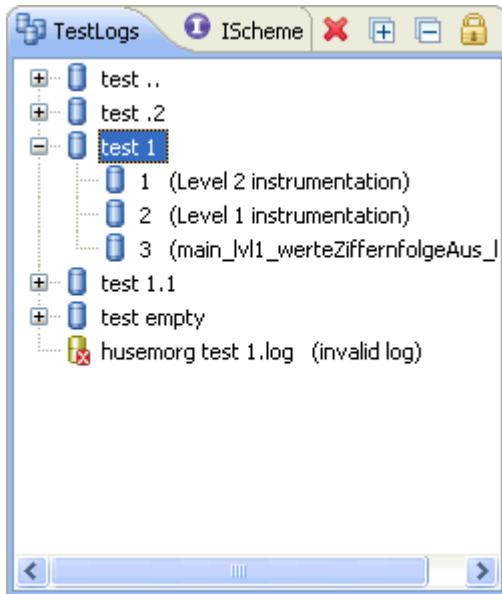 TestLogs IScheme
test ..
test .2
test 1
1 (Level 2 instrumentation)
2 (Level 1 instrumentation)
3 (main_lvl1_werteZiffernfolgeAus_l
test 1.1
test empty
husemorg test 1.log (invalid log)